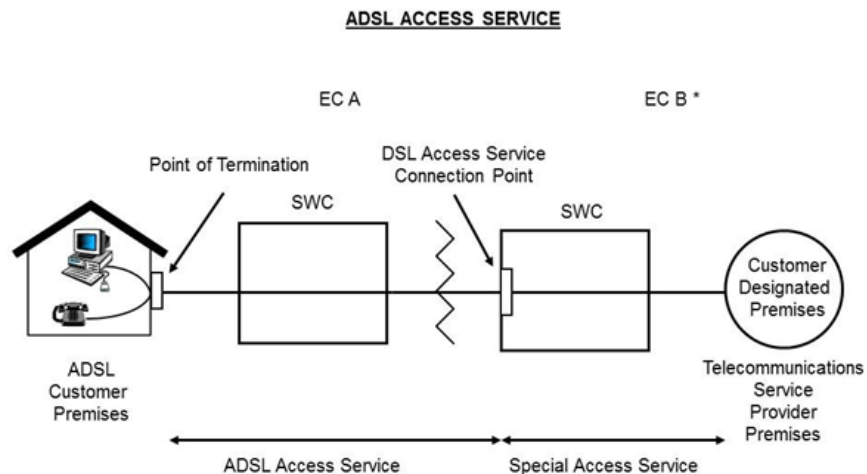 ADSL ACCESS SERVICE
EC A
EC B *
Point of Termination
DSL Access Service
Connection Point
SWC
SWC
Customer
Designated
Premises
ADSL
Customer
Premises
Telecommunications
Service
Provider
Premises
ADSL Access Service
Special Access Service